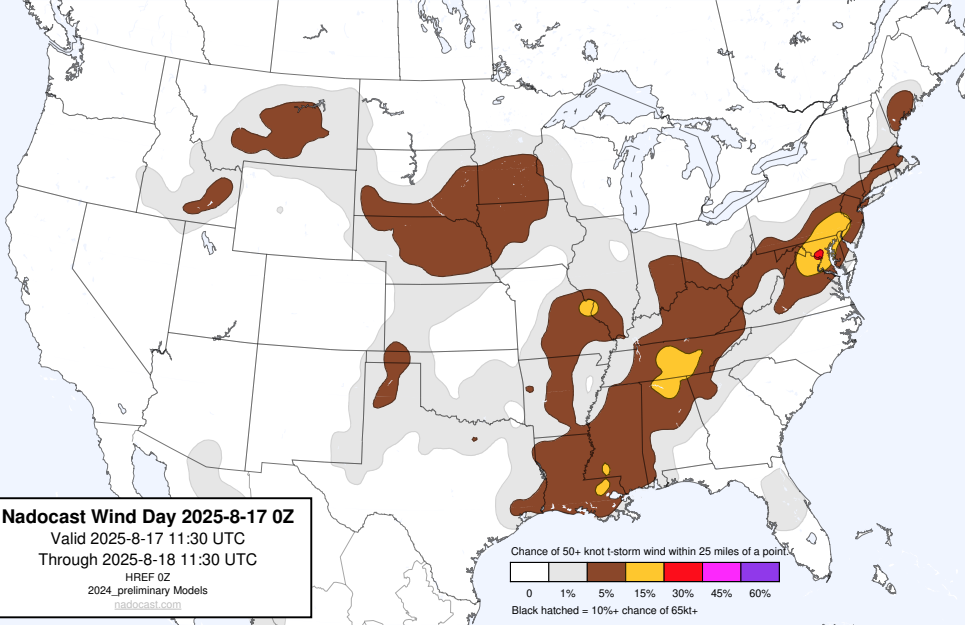 Nadocast Wind Day 2025-8-17 0Z
Valid 2025-8-17 11:30 UTC
Through 2025-8-18 11:30 UTC
HREF 0Z
2024_preliminary Models
nadocast.com
Chance of 50+ knot t-storm wind within 25 miles of a point.
0 1% 5% 15% 30% 45% 60%
Black hatched = 10%+ chance of 65kt+